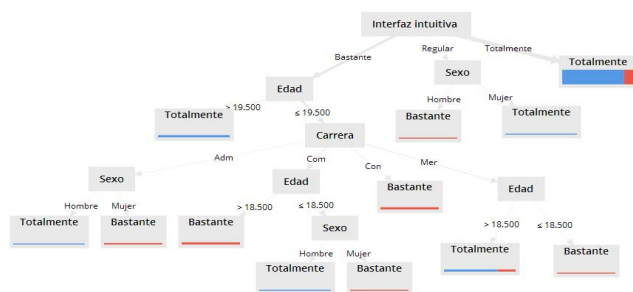 Interfaz intuitiva
Bastante
Regular
Totalmente
Edad
Sexo
Totalmente
> 19.500
≤ 19.500
Hombre
Mujer
Totalmente
Carrera
Bastante
Totalmente
Adm
Com
Con
Mer
Sexo
Edad
Bastante
Edad
Hombre
Mujer
> 18.500
≤ 18.500
> 18.500
≤ 18.500
Totalmente
Bastante
Bastante
Sexo
Totalmente
Bastante
Hombre
Mujer
Totalmente
Bastante